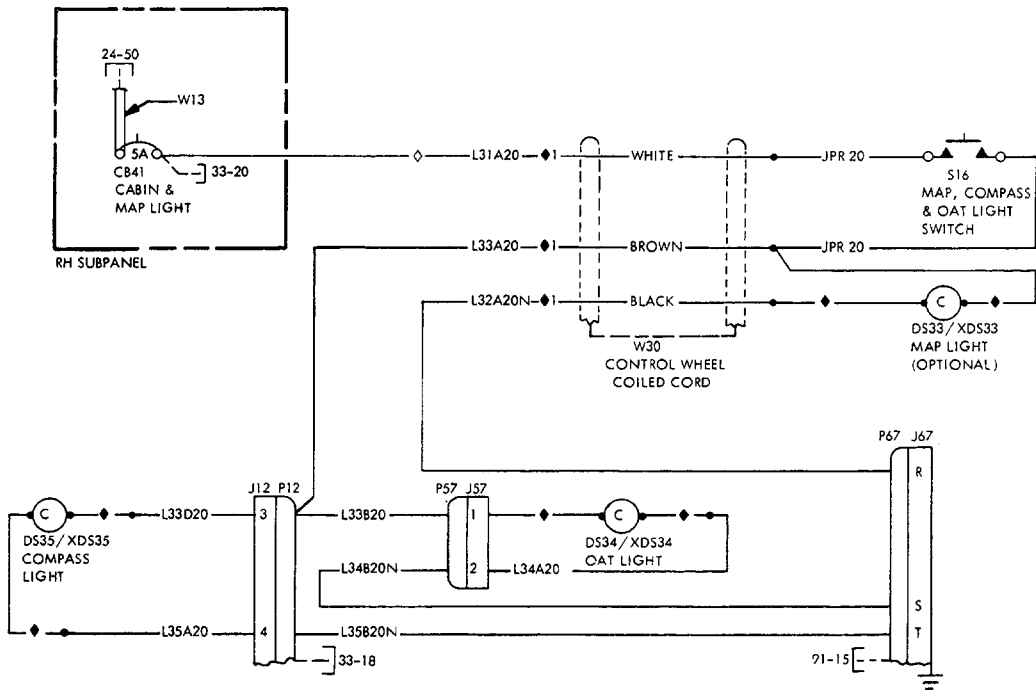 24-50
W13
5A
CB41
CABIN &
MAP LIGHT
33-20
RH SUBPANEL
L31A20
1
WHITE
JPR 20
S16
MAP, COMPASS
& OAT LIGHT
SWITCH
L33A20
1
BROWN
JPR 20
L32A20N
1
BLACK
C
DS33/XDS33
MAP LIGHT
(OPTIONAL)
W30
CONTROL WHEEL
COILED CORD
P67 J67
R
J12 P12
P57 J57
C
L33D20
3
L33B20
1
C
DS35/XDS35
COMPASS
LIGHT
DS34/XDS34
OAT LIGHT
L34B20N
2
L34A20
S
L35A20
4
L35B20N
T
33-18
91-15